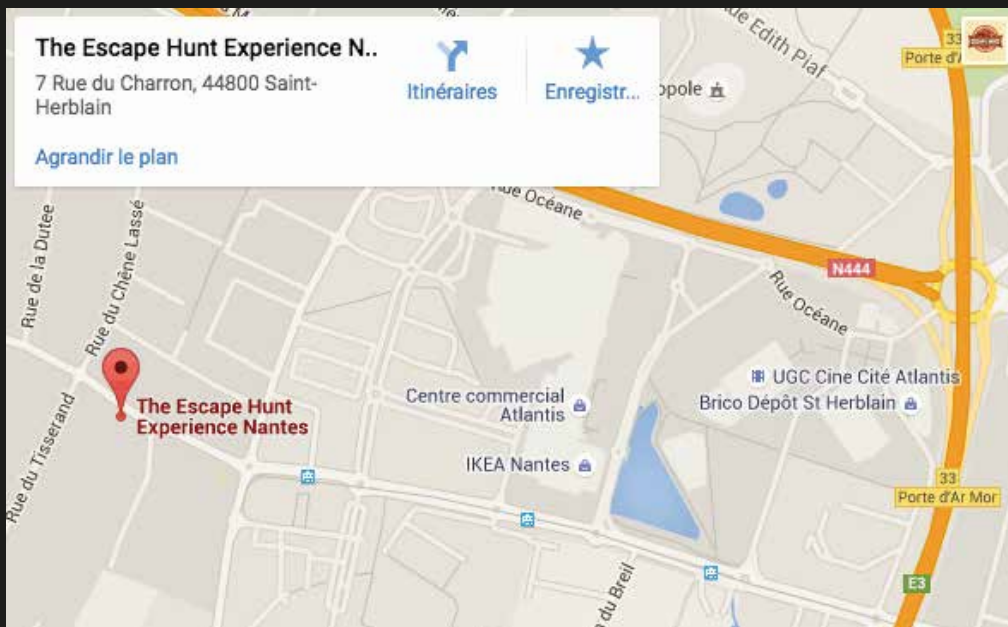 The Escape Hunt Experience N..
7 Rue du Charron, 44800 Saint-
Herblain
Itinéraires
Enregistr...
Agrandir le plan
Rue Edith Piaf
33
Porte d'A
opole
Rue Océane
N444
Rue Océane
Rue de la Dutee
Rue du Chêne Lassé
Rue du Tisserand
The Escape Hunt
Experience Nantes
Centre commercial
Atlantis
IKEA Nantes
UGC Cine Cité Atlantis
Brico Dépôt St Herblain
33
Porte d'Ar Mor
E3
du Breil